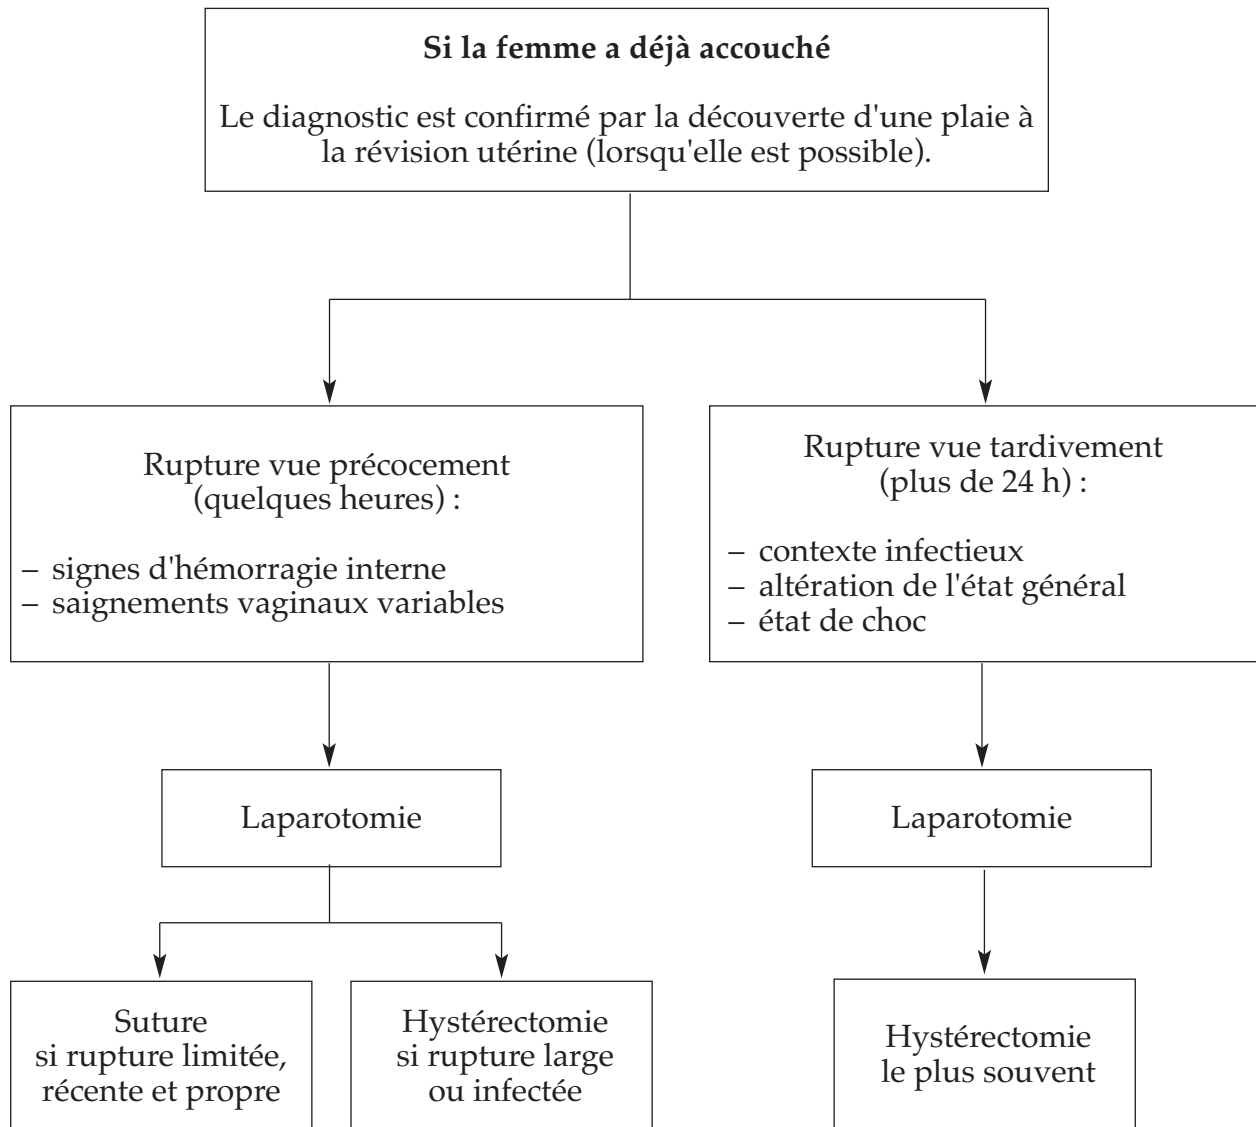 Si la femme a déjà accouché
Le diagnostic est confirmé par la découverte d'une plaie à
la révision utérine (lorsqu'elle est possible).
Rupture vue précocement
(quelques heures) :
– signes d'hémorragie interne
– saignements vaginaux variables
Rupture vue tardivement
(plus de 24 h) :
– contexte infectieux
– altération de l'état général
– état de choc
Laparotomie
Laparotomie
Suture
si rupture limitée,
récente et propre
Hystérectomie
si rupture large
ou infectée
Hystérectomie
le plus souvent